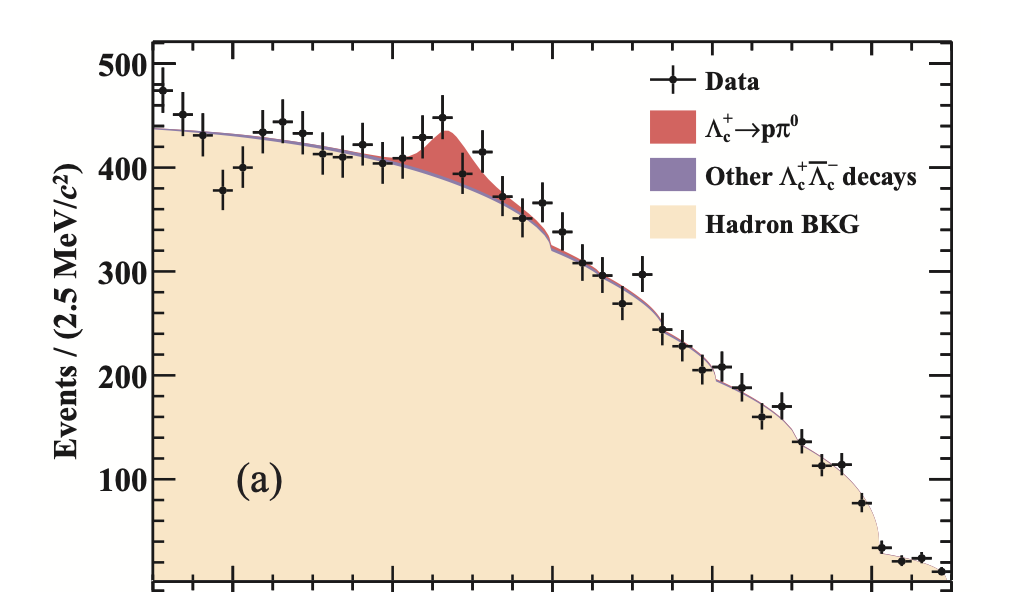 500
400
300
200
100
Events / (2.5 MeV/c²)
Data
Λc⁺→pπ⁰
Other Λc⁺Λ̅c⁻ decays
Hadron BKG
(a)